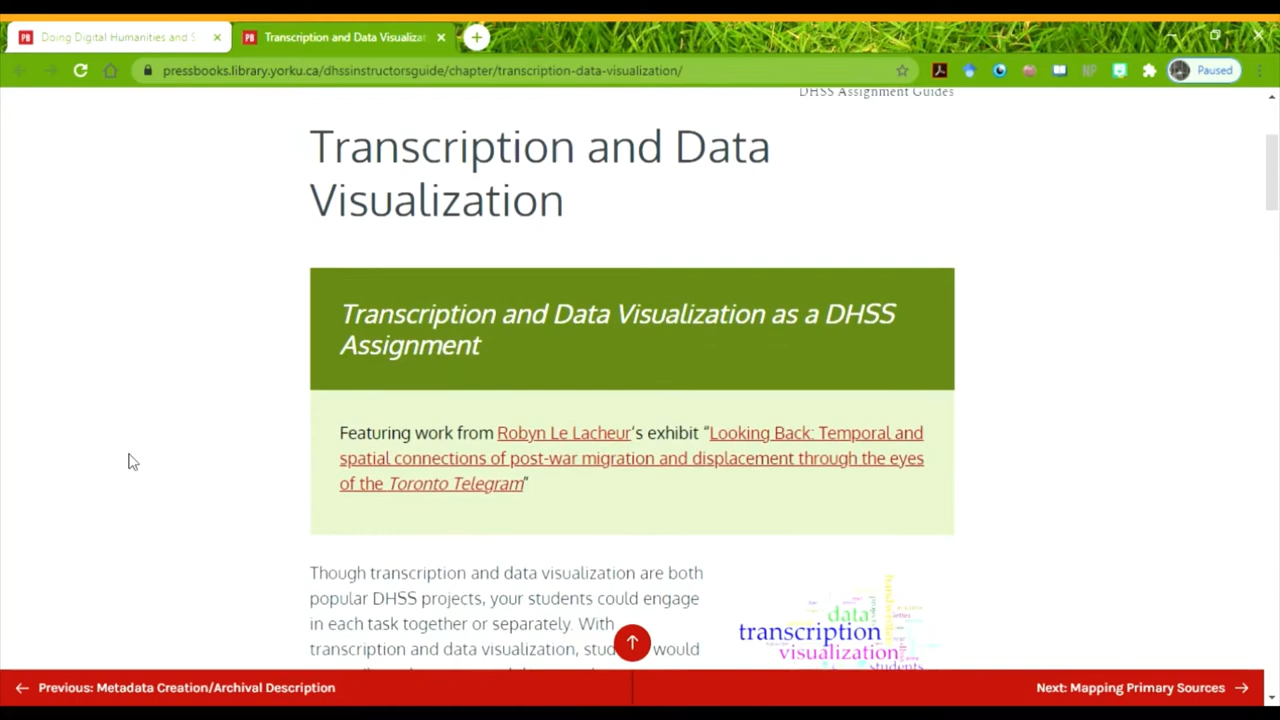 Doing Digital Humanities and S
Transcription and Data Visualizat
pressbooks.library.yorku.ca/dhssinstructorsguide/chapter/transcription-data-visualization/
Paused
DHSS Assignment Guides
Transcription and Data
Visualization
Transcription and Data Visualization as a DHSS
Assignment
Featuring work from Robyn Le Lacheur's exhibit “Looking Back: Temporal and
spatial connections of post-war migration and displacement through the eyes
of the Toronto Telegram”
Though transcription and data visualization are both
popular DHSS projects, your students could engage
in each task together or separately. With
transcription and data visualization, would
data
transcription
visualization
students
Previous: Metadata Creation/Archival Description
Next: Mapping Primary Sources